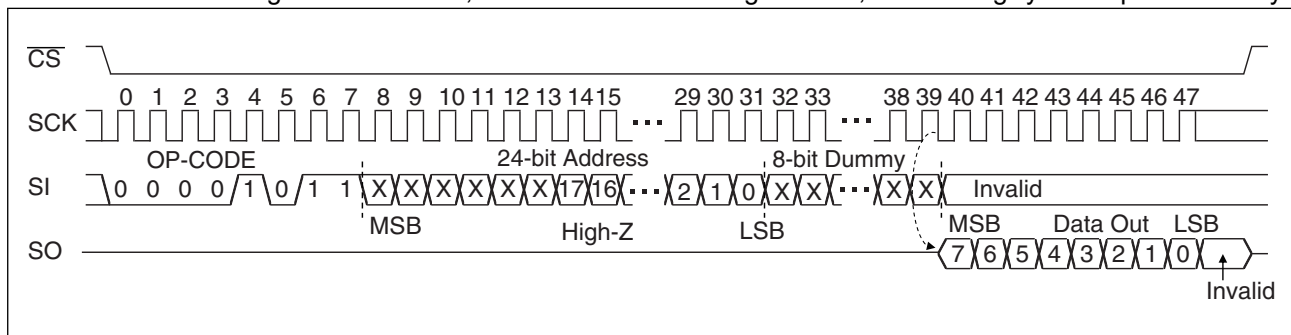 CS
0 1 2 3 4 5 6 7 8 9 10 11 12 13 14 15 29 30 31 32 33 38 39 40 41 42 43 44 45 46 47
SCK
OP-CODE 24-bit Address 8-bit Dummy
SI 0 0 0 0 1 0 1 1 X X X X X X 17 16 2 1 0 X X X X Invalid
MSB High-Z LSB MSB Data Out LSB
SO 7 6 5 4 3 2 1 0
Invalid